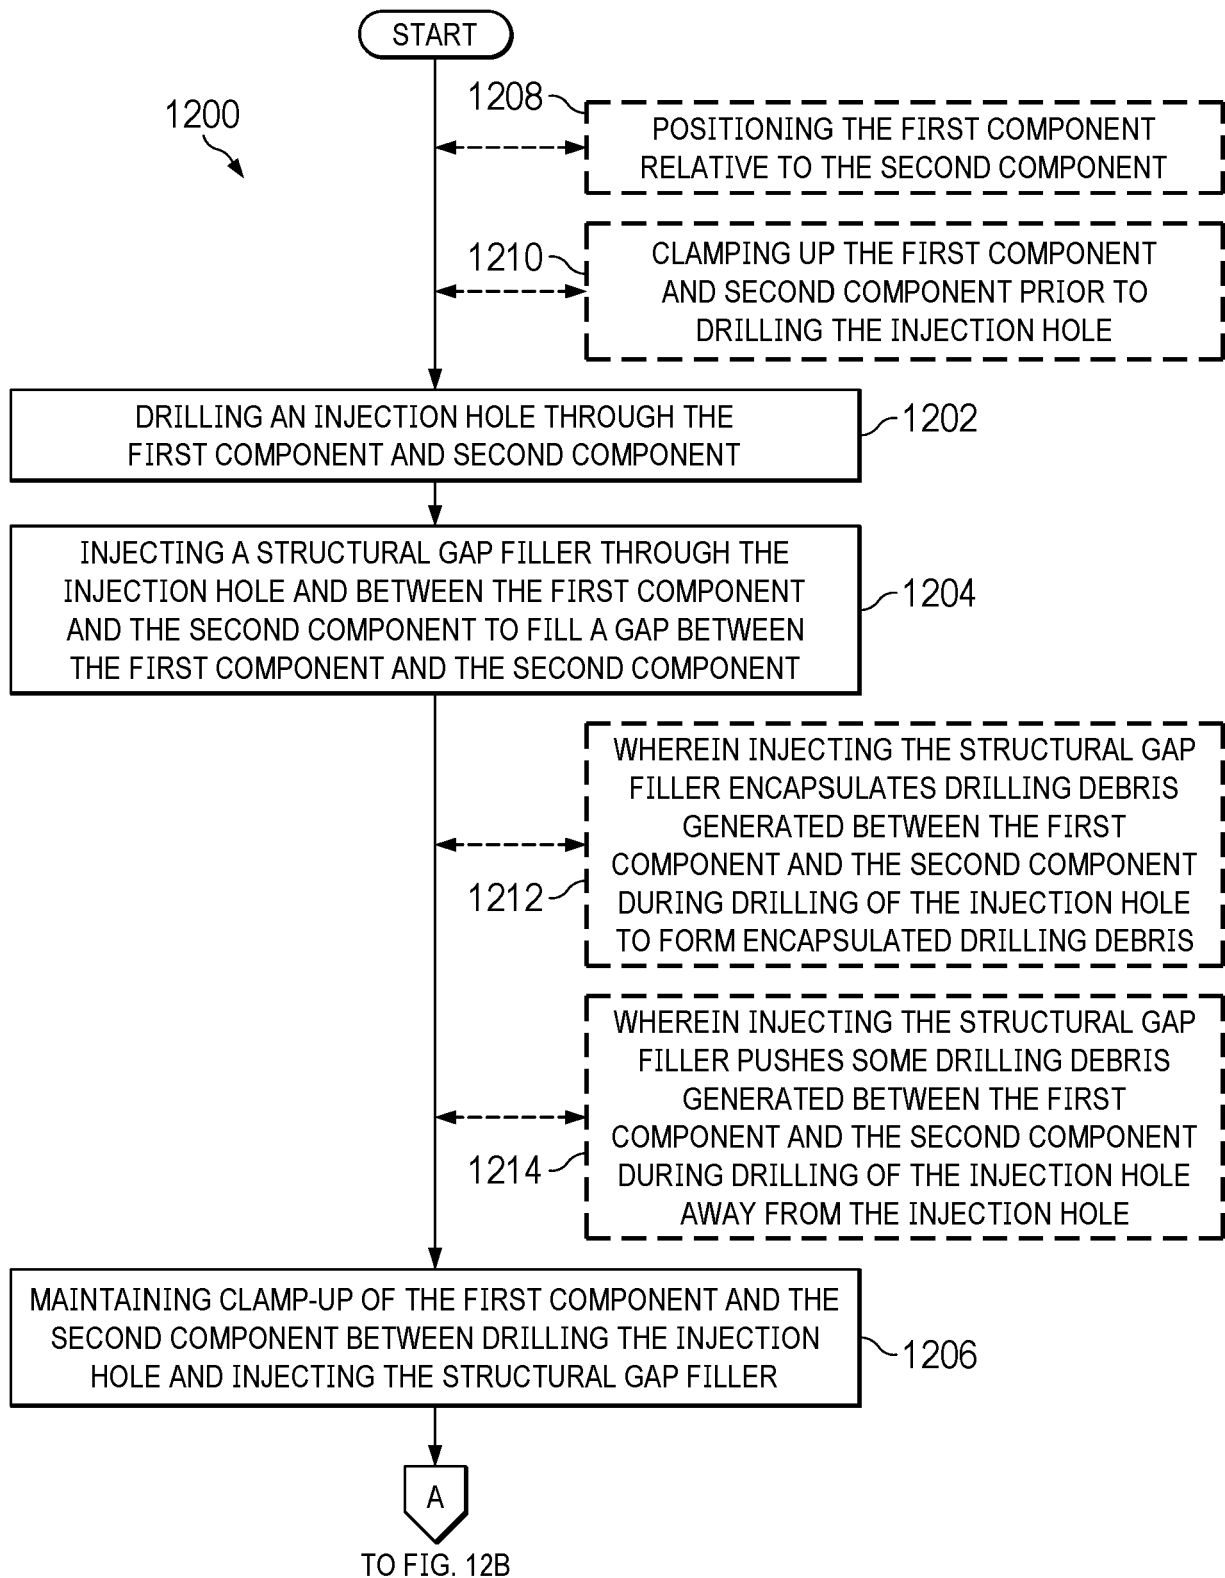 START
1200
1208
POSITIONING THE FIRST COMPONENT
RELATIVE TO THE SECOND COMPONENT
1210
CLAMPING UP THE FIRST COMPONENT
AND SECOND COMPONENT PRIOR TO
DRILLING THE INJECTION HOLE
DRILLING AN INJECTION HOLE THROUGH THE
FIRST COMPONENT AND SECOND COMPONENT
1202
INJECTING A STRUCTURAL GAP FILLER THROUGH THE
INJECTION HOLE AND BETWEEN THE FIRST COMPONENT
AND THE SECOND COMPONENT TO FILL A GAP BETWEEN
THE FIRST COMPONENT AND THE SECOND COMPONENT
1204
WHEREIN INJECTING THE STRUCTURAL GAP
FILLER ENCAPSULATES DRILLING DEBRIS
GENERATED BETWEEN THE FIRST
COMPONENT AND THE SECOND COMPONENT
DURING DRILLING OF THE INJECTION HOLE
TO FORM ENCAPSULATED DRILLING DEBRIS
1212
WHEREIN INJECTING THE STRUCTURAL GAP
FILLER PUSHES SOME DRILLING DEBRIS
GENERATED BETWEEN THE FIRST
COMPONENT AND THE SECOND COMPONENT
DURING DRILLING OF THE INJECTION HOLE
AWAY FROM THE INJECTION HOLE
1214
MAINTAINING CLAMP-UP OF THE FIRST COMPONENT AND THE
SECOND COMPONENT BETWEEN DRILLING THE INJECTION
HOLE AND INJECTING THE STRUCTURAL GAP FILLER
1206
A
TO FIG. 12B